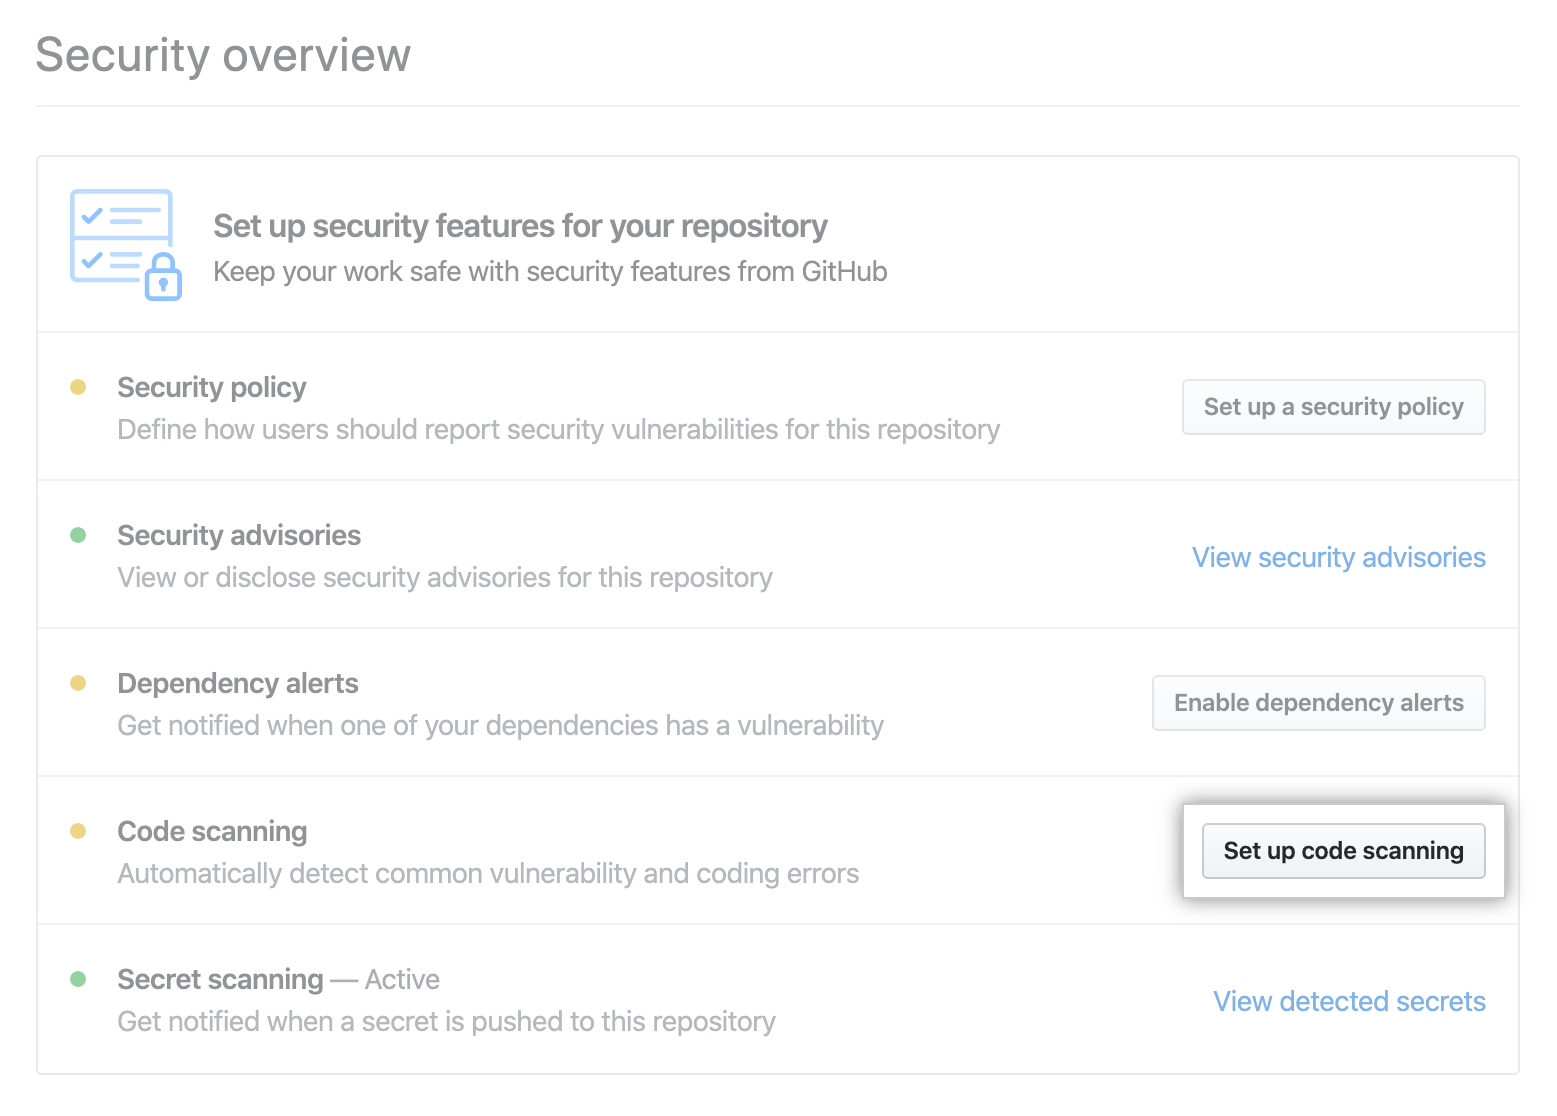 Security overview
Set up security features for your repository
Keep your work safe with security features from GitHub
Security policy
Define how users should report security vulnerabilities for this repository
Set up a security policy
Security advisories
View or disclose security advisories for this repository
View security advisories
Dependency alerts
Get notified when one of your dependencies has a vulnerability
Enable dependency alerts
Code scanning
Automatically detect common vulnerability and coding errors
Set up code scanning
Secret scanning — Active
Get notified when a secret is pushed to this repository
View detected secrets